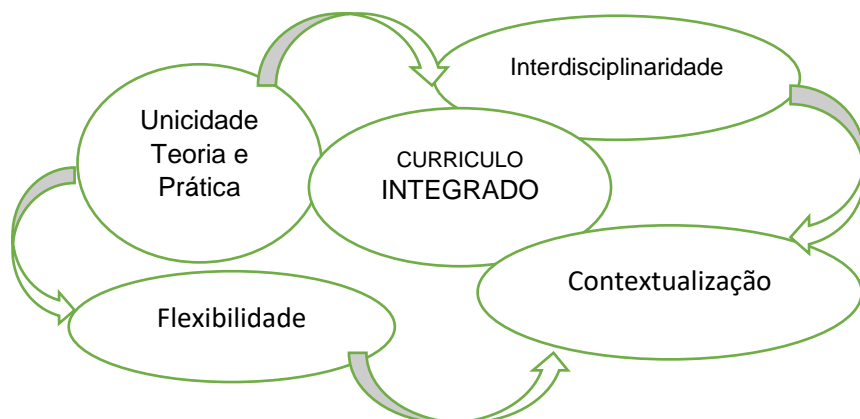 Interdisciplinaridade
Unicidade
Teoria e
Prática
CURRICULO
INTEGRADO
Contextualização
Flexibilidade